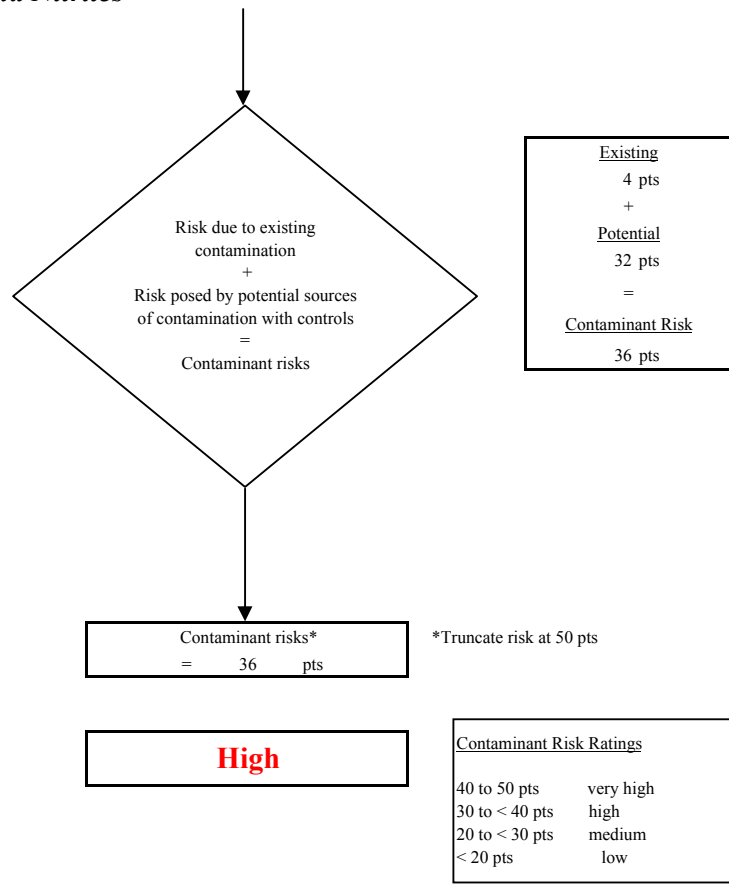 Risk due to existing
contamination
+
Risk posed by potential sources
of contamination with controls
=
Contaminant risks
Existing
4 pts
+
Potential
32 pts
=
Contaminant Risk
36 pts
Contaminant risks*
= 36 pts
*Truncate risk at 50 pts
High
Contaminant Risk Ratings
40 to 50 pts very high
30 to < 40 pts high
20 to < 30 pts medium
< 20 pts low